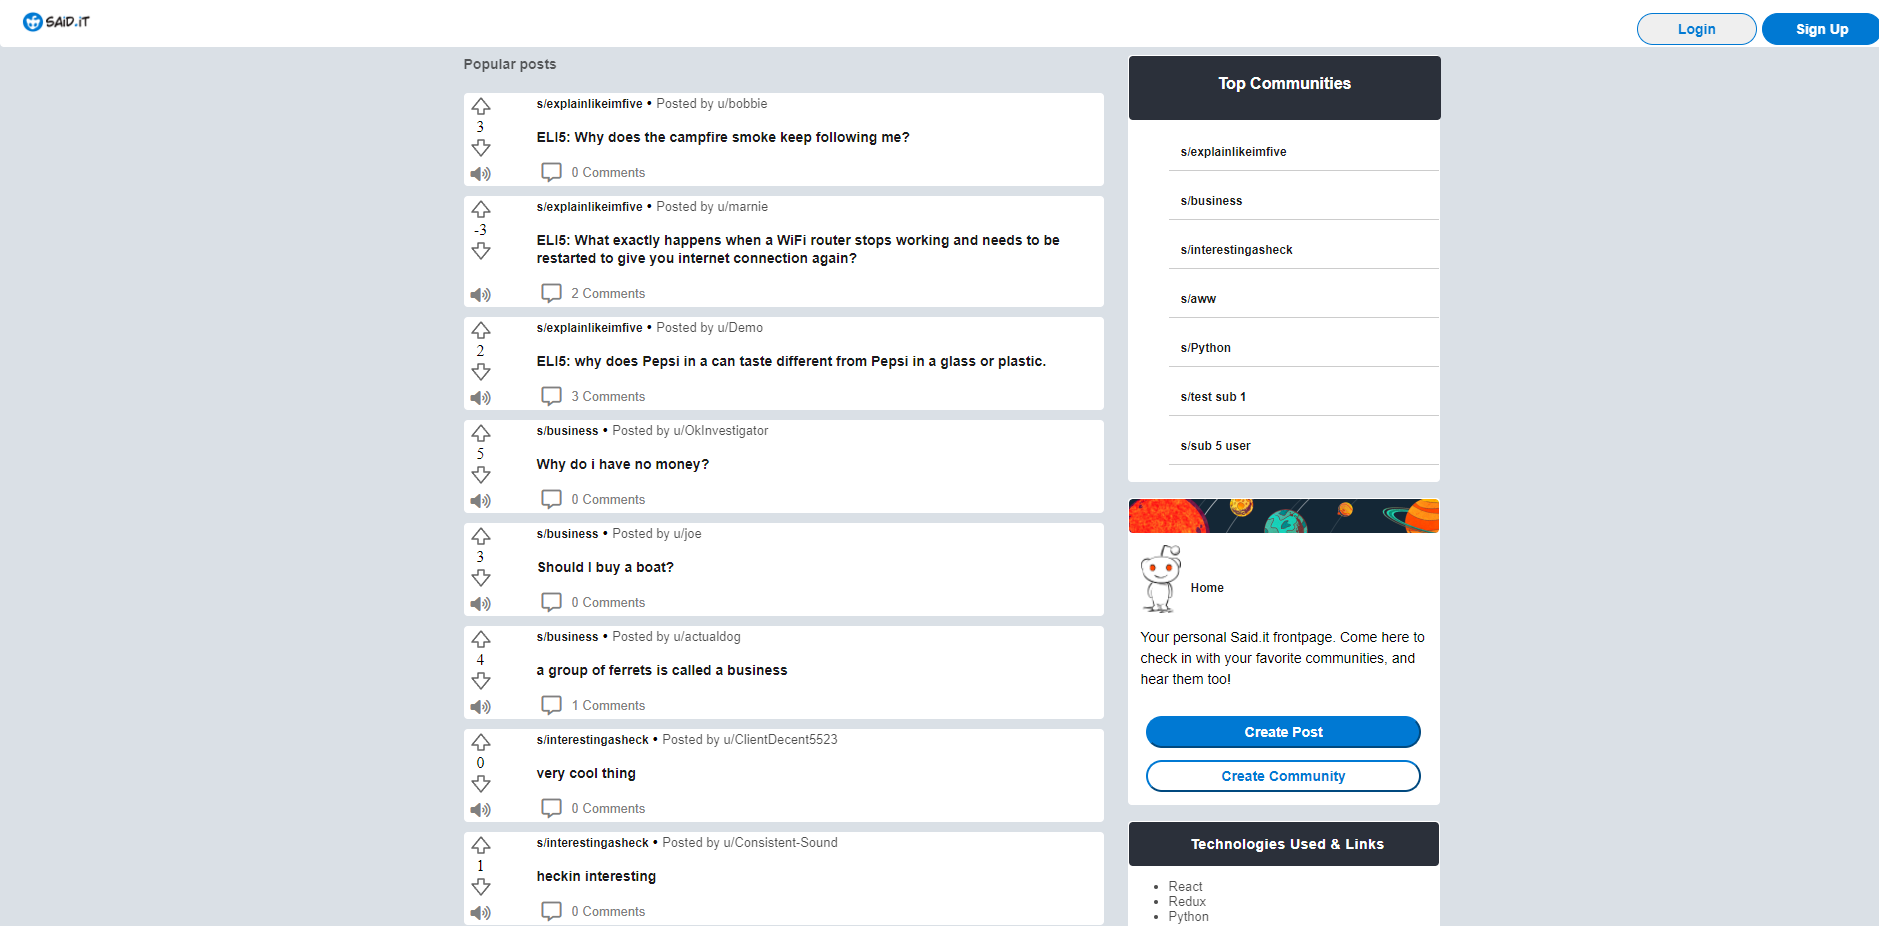 SAiD.iT
Login
Sign Up
Popular posts
s/explainlikeimfive • Posted by u/bobbie
3
ELI5: Why does the campfire smoke keep following me?
0 Comments
s/explainlikeimfive • Posted by u/marnie
-3
ELI5: What exactly happens when a WiFi router stops working and needs to be
restarted to give you internet connection again?
2 Comments
s/explainlikeimfive • Posted by u/Demo
2
ELI5: why does Pepsi in a can taste different from Pepsi in a glass or plastic.
3 Comments
s/business • Posted by u/OkInvestigator
5
Why do i have no money?
0 Comments
s/business • Posted by u/joe
3
Should I buy a boat?
0 Comments
s/business • Posted by u/actualdog
4
a group of ferrets is called a business
1 Comments
s/interestingasheck • Posted by u/ClientDecent5523
0
very cool thing
0 Comments
s/interestingasheck • Posted by u/Consistent-Sound
1
heckin interesting
0 Comments
Top Communities
s/explainlikeimfive
s/business
s/interestingasheck
s/aww
s/Python
s/test sub 1
s/sub 5 user
Home
Your personal Said.it frontpage. Come here to
check in with your favorite communities, and
hear them too!
Create Post
Create Community
Technologies Used & Links
• React
• Redux
• Python